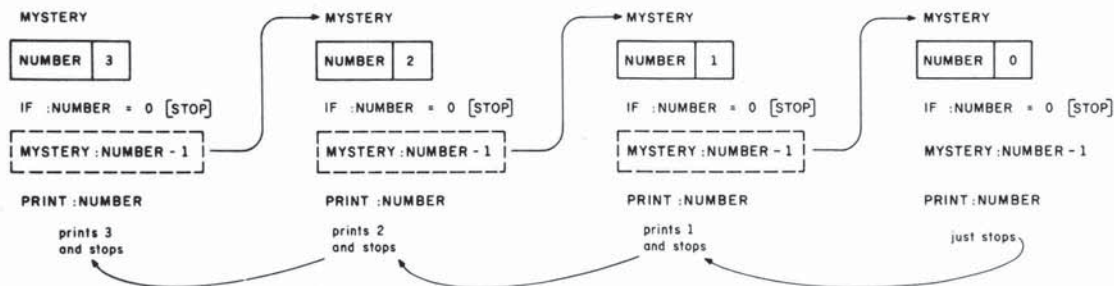 MYSTERY
NUMBER 3
IF :NUMBER = 0 [STOP]
MYSTERY :NUMBER - 1
PRINT :NUMBER
prints 3
and stops
MYSTERY
NUMBER 2
IF :NUMBER = 0 [STOP]
MYSTERY :NUMBER - 1
PRINT :NUMBER
prints 2
and stops
MYSTERY
NUMBER 1
IF :NUMBER = 0 [STOP]
MYSTERY :NUMBER - 1
PRINT :NUMBER
prints 1
and stops
MYSTERY
NUMBER 0
IF :NUMBER = 0 [STOP]
MYSTERY :NUMBER - 1
PRINT :NUMBER
just stops